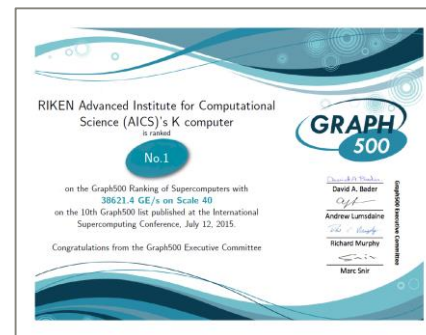 RIKEN Advanced Institute for Computational
Science (AICS)'s K computer
is ranked
No.1
on the Graph500 Ranking of Supercomputers with
38621.4 GE/s on Scale 40
on the 10th Graph500 list published at the International
Supercomputing Conference, July 12, 2015.
Congratulations from the Graph500 Executive Committee
GRAPH
500
David A. Bader
David A. Bader
Andrew Lumsdaine
Richard Murphy
Marc Snir
Graph500 Executive Committee